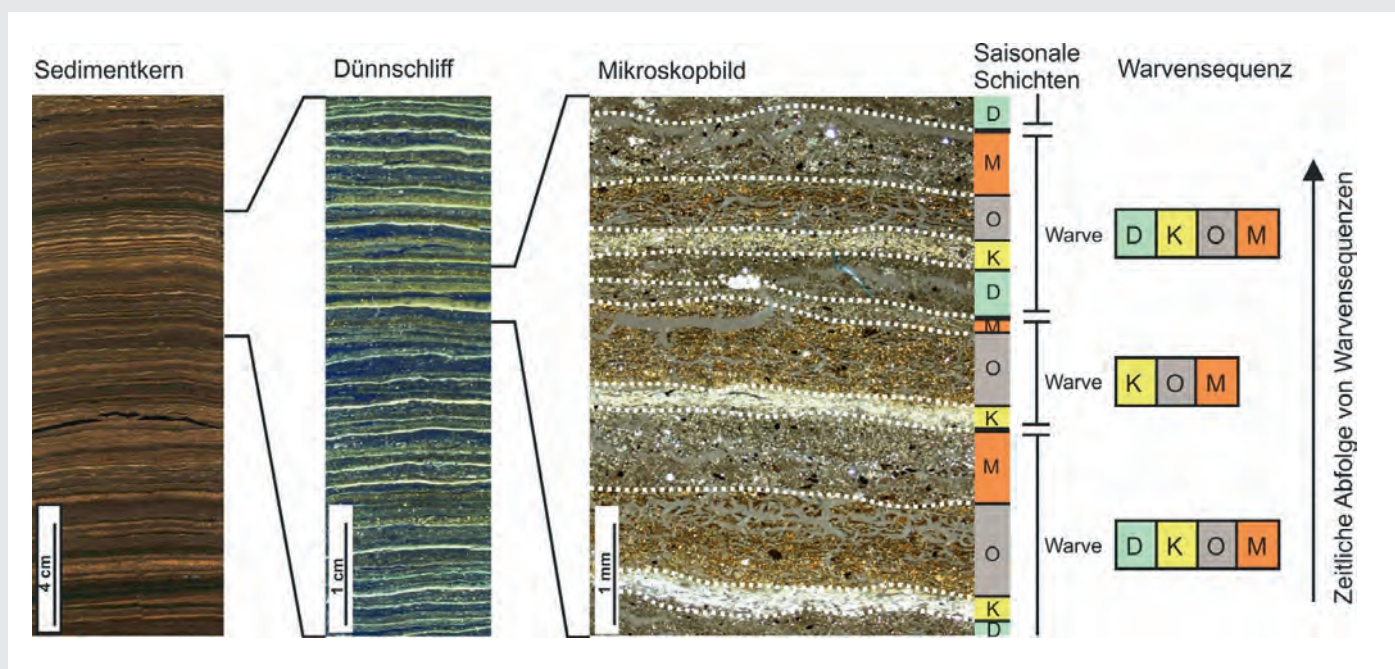 Sedimentkern
Dünnschliff
Mikroskopbild
Saisonale
Schichten
Warvensequenz
D
M
O
K
D
M
O
K
M
O
K
D
Warve
Warve
Warve
D K O M
K O M
D K O M
Zeitliche Abfolge von Warvensequenzen
4 cm
1 cm
1 mm